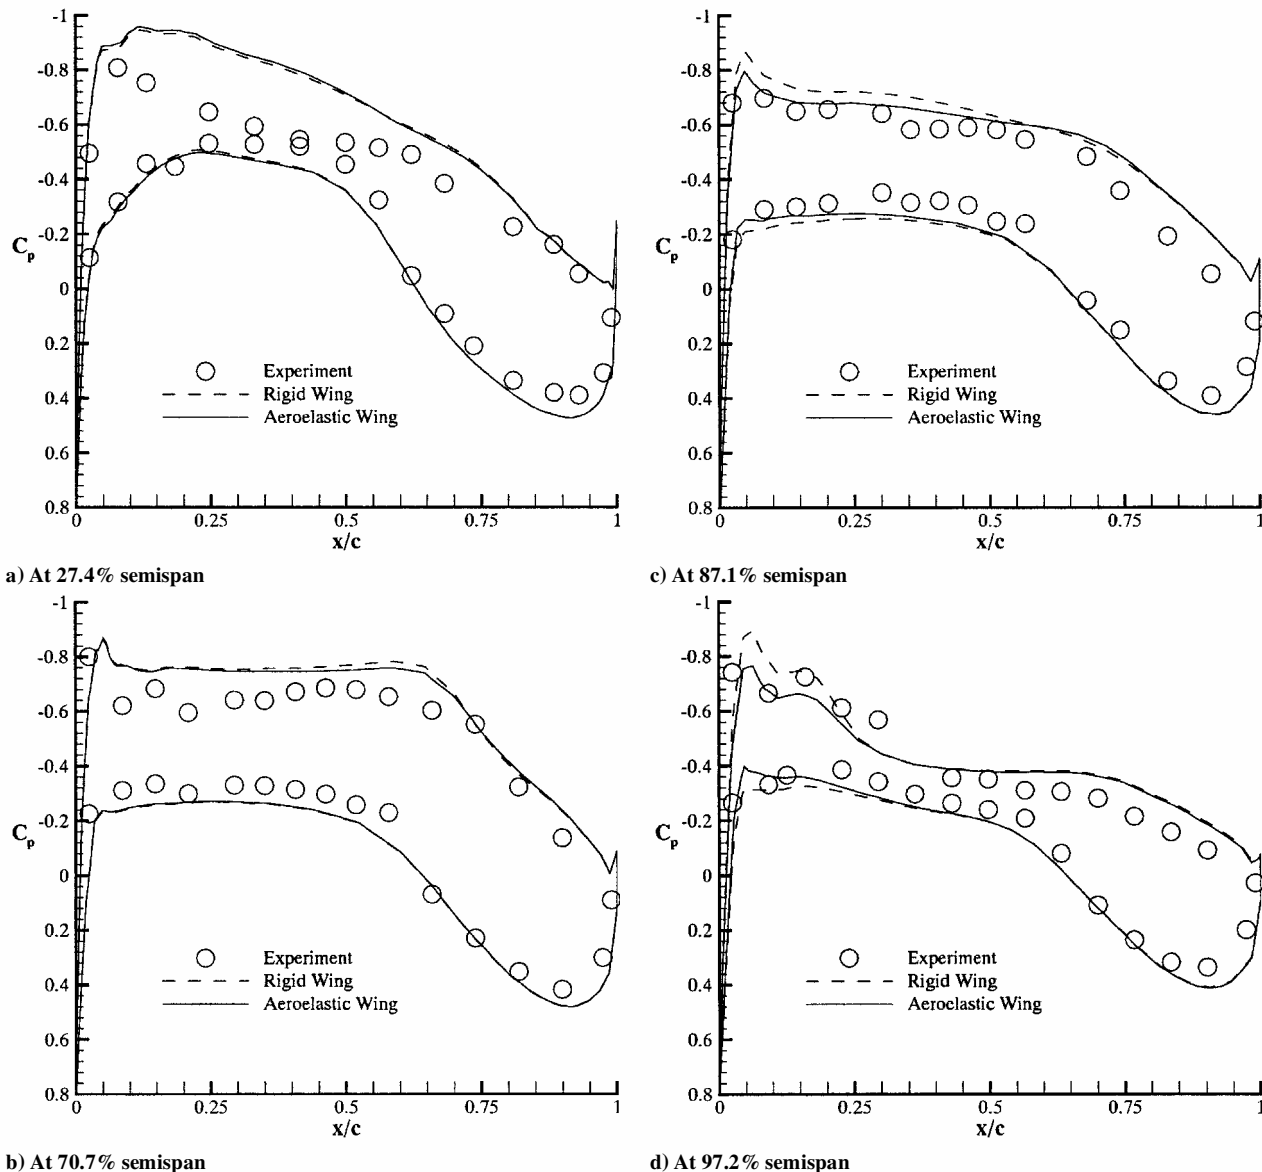 -1
-0.8
-0.6
-0.4
-0.2
0
0.2
0.4
0.6
0.8
Cp
Experiment
Rigid Wing
Aeroelastic Wing
0 0.25 0.5 0.75 1
x/c
a) At 27.4% semispan
-1
-0.8
-0.6
-0.4
-0.2
0
0.2
0.4
0.6
0.8
Cp
Experiment
Rigid Wing
Aeroelastic Wing
0 0.25 0.5 0.75 1
x/c
c) At 87.1% semispan
-1
-0.8
-0.6
-0.4
-0.2
0
0.2
0.4
0.6
0.8
Cp
Experiment
Rigid Wing
Aeroelastic Wing
0 0.25 0.5 0.75 1
x/c
b) At 70.7% semispan
-1
-0.8
-0.6
-0.4
-0.2
0
0.2
0.4
0.6
0.8
Cp
Experiment
Rigid Wing
Aeroelastic Wing
0 0.25 0.5 0.75 1
x/c
d) At 97.2% semispan